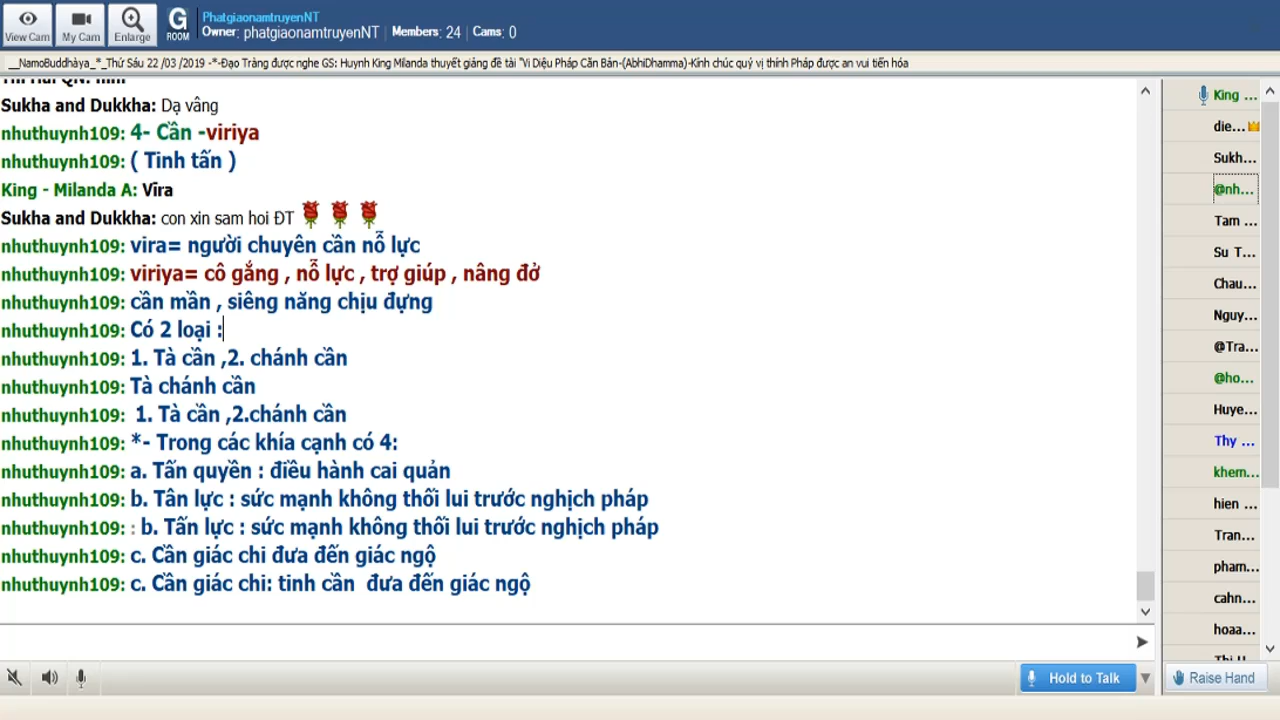 View Cam
My Cam
Enlarge
G
ROOM
PhatgiaonamtruyenNT
Owner: phatgiaonamtruyenNT | Members: 24 | Cams: 0
__NamoBuddhàya_*_Thứ Sáu 22 /03 /2019 -*-Đạo Tràng được nghe GS: Huynh King Milanda thuyết giảng đề tài "Vi Diệu Pháp Căn Bản-(AbhiDhamma)-Kính chúc quý vị thính Pháp được an vui tiến hóa
Sukha and Dukkha: Dạ vâng
nhuthuynh109: 4- Cần -viriya
nhuthuynh109: ( Tinh tấn )
King - Milanda A: Vīra
Sukha and Dukkha: con xin sam hoi ĐT
nhuthuynh109: vira= người chuyên cần nỗ lực
nhuthuynh109: viriya= cô gắng , nỗ lực , trợ giúp , nâng đở
nhuthuynh109: cần mẫn , siêng năng chịu đựng
nhuthuynh109: Có 2 loại :
nhuthuynh109: 1. Tà cần ,2. chánh cần
nhuthuynh109: Tà chánh cần
nhuthuynh109: 1. Tà cần ,2.chánh cần
nhuthuynh109: *- Trong các khía cạnh có 4:
nhuthuynh109: a. Tấn quyền : điều hành cai quản
nhuthuynh109: b. Tân lực : sức mạnh không thối lui trước nghịch pháp
nhuthuynh109: : b. Tấn lực : sức mạnh không thối lui trước nghịch pháp
nhuthuynh109: c. Cần giác chi đưa đến giác ngộ
nhuthuynh109: c. Cần giác chi: tinh cần đưa đến giác ngộ
King ...
die...
Sukh...
@nh...
Tam ...
Su T...
Chau...
Nguy...
@Tra...
@ho...
Huye...
Thy ...
khem...
hien ...
Tran...
pham...
cahn...
hoaa...
Hold to Talk
Raise Hand